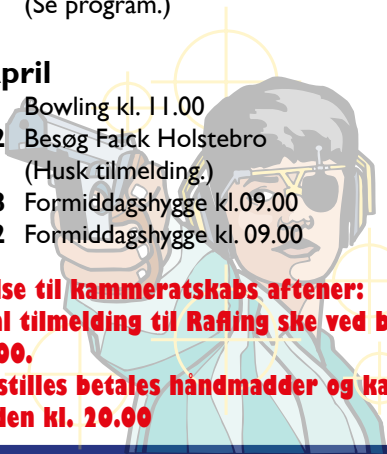 (Se program.)
pril
Bowling kl. 11.00
2 Besøg Falck Holstebro
(Husk tilmelding.)
3 Formiddagshygge kl.09.00
2 Formiddagshygge kl. 09.00
lse til kammeratskabs aftener:
al tilmelding til Rafling ske ved b
00.
stilles betales håndmadder og ka
den kl. 20.00